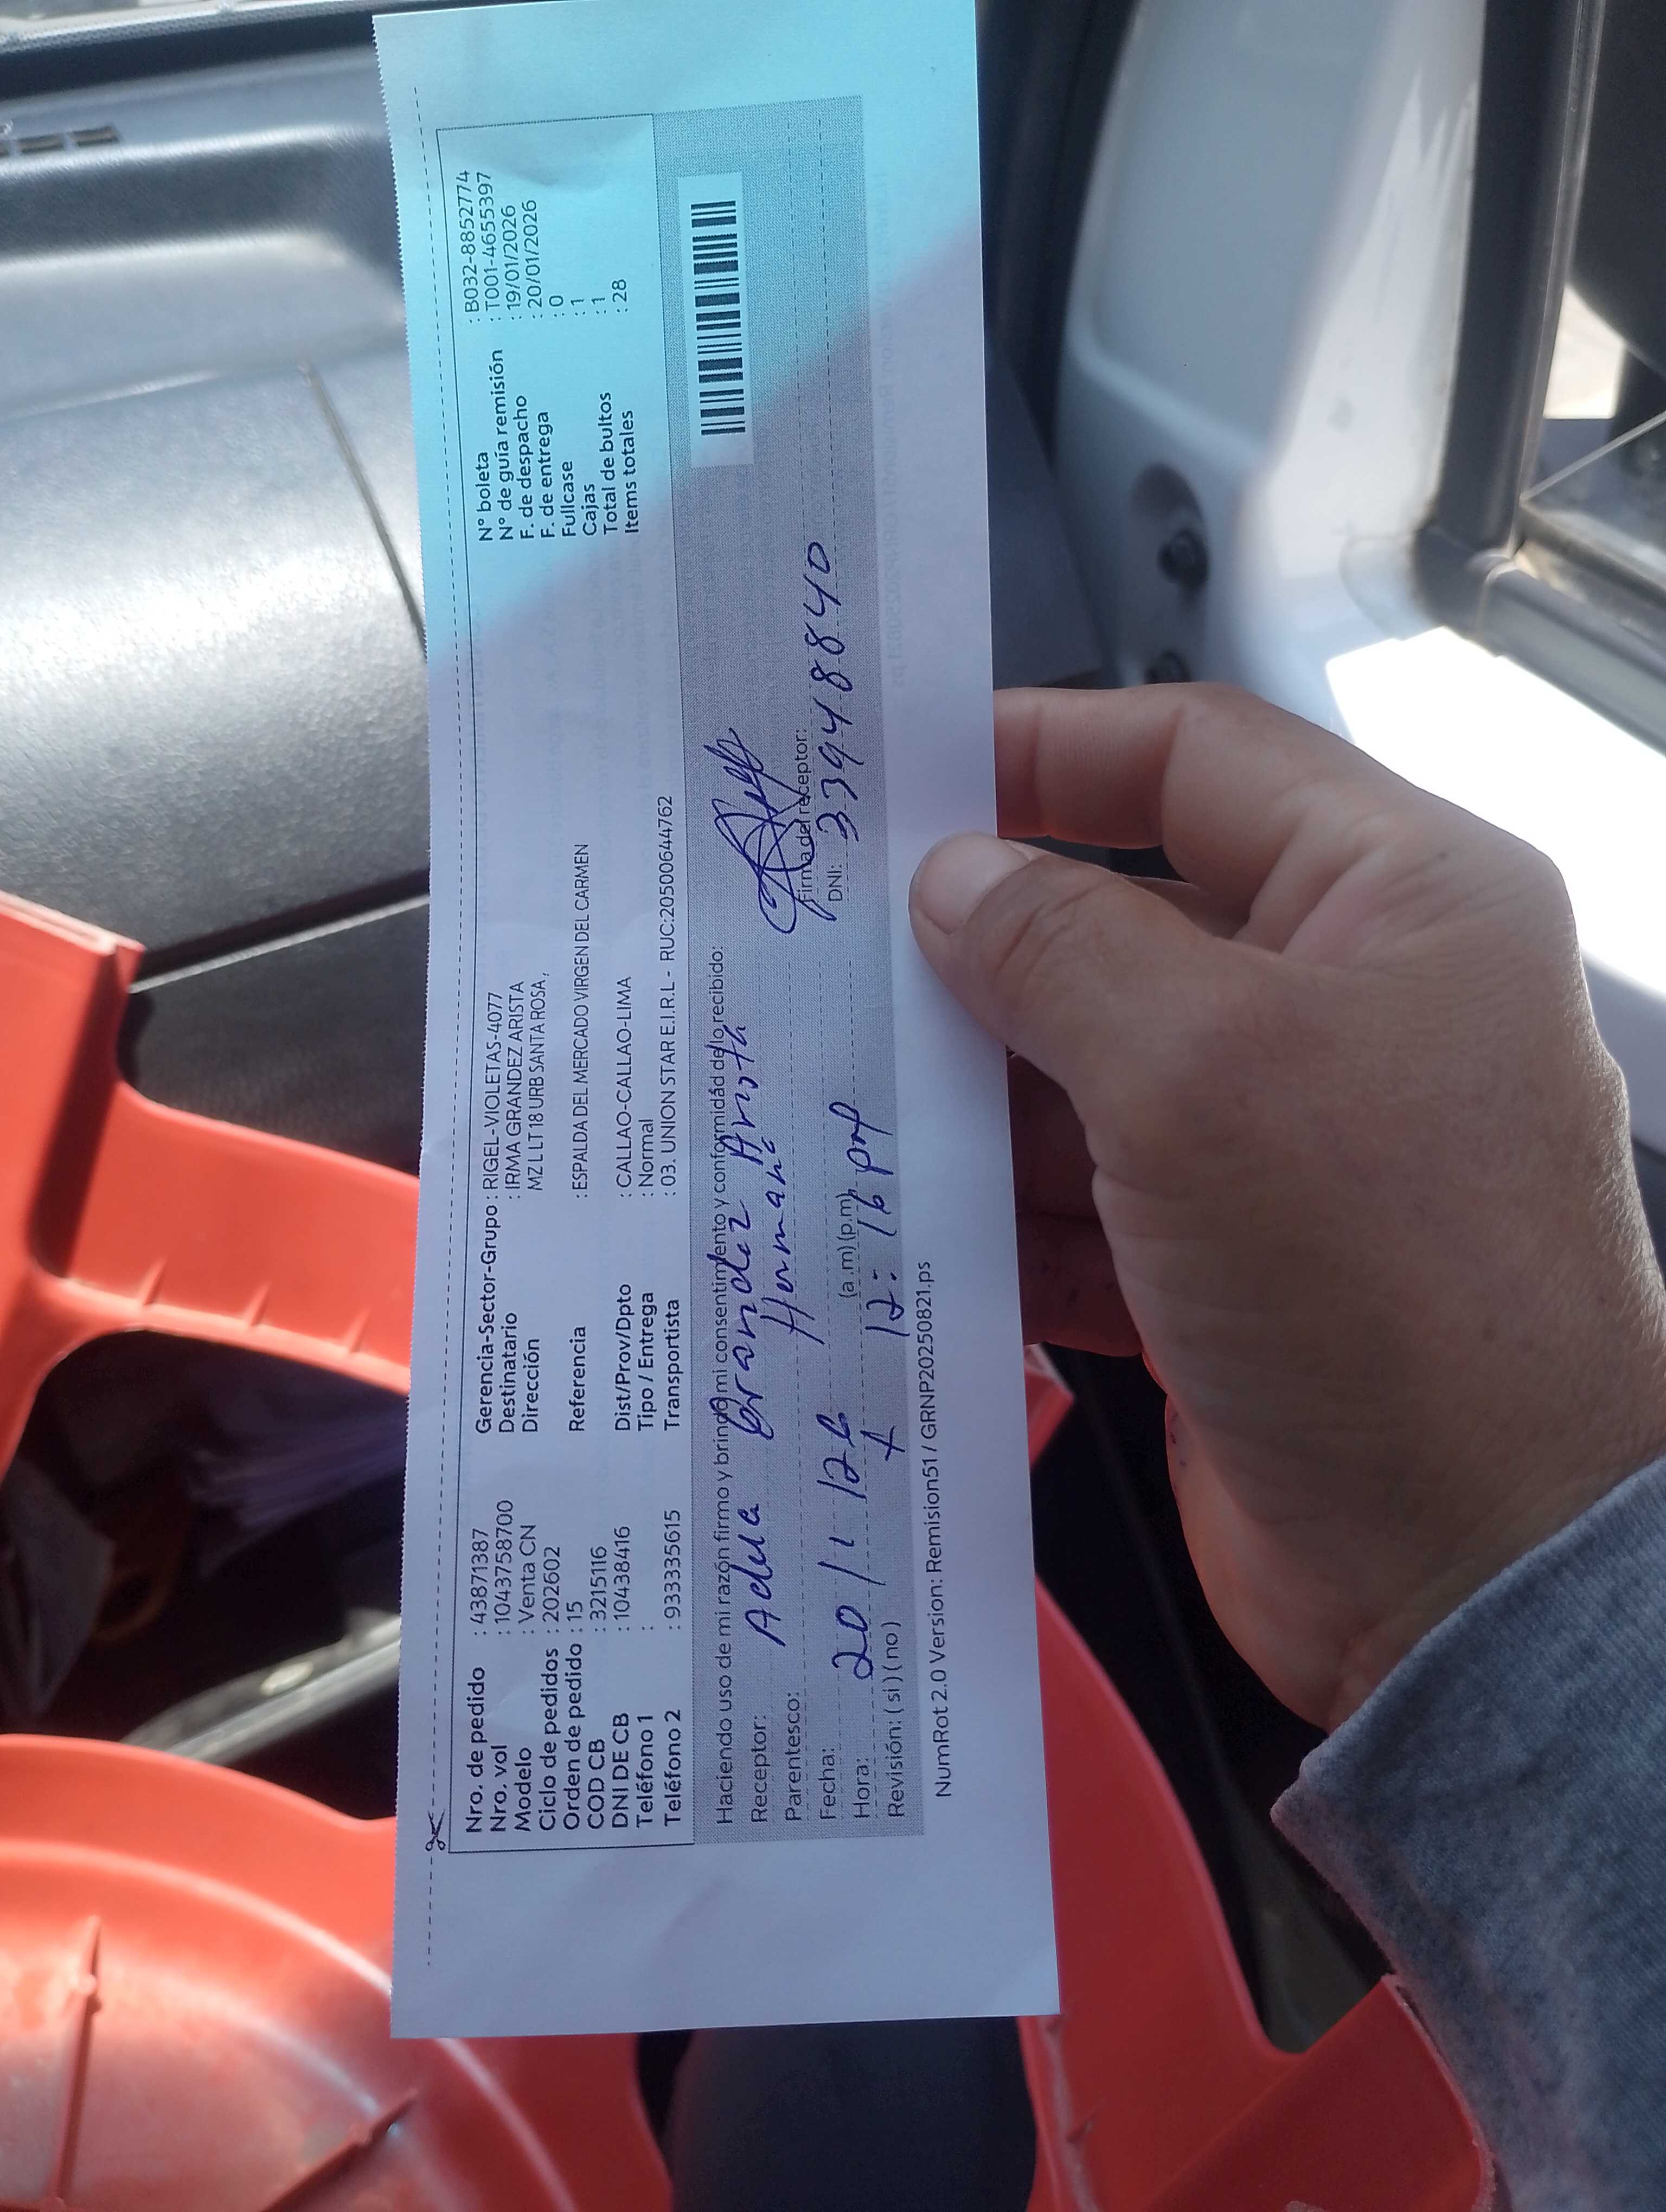 Nro. de pedido : 43871387 Gerencia-Sector-Grupo : RIGEL-VIOLETAS-4077 N° boleta : B032-8852774
Nro. vol : 1043758700 Destinatario : IRMA GRANDEZ ARISTA N° de guía remisión : T001-4655397
Modelo : Venta CN Dirección MZ L LT 18 URB SANTA ROSA, F. de despacho : 19/01/2026
Ciclo de pedidos : 202602 F. de entrega : 20/01/2026
Orden de pedido : 15 Referencia : ESPALDA DEL MERCADO VIRGEN DEL CARMEN Fullcase : 0
COD CB : 3215116 Cajas : 1
DNI DE CB : 10438416 Dist/Prov/Dpto : CALLAO-CALLAO-LIMA Total de bultos : 1
Teléfono 1 : Tipo / Entrega : Normal Items totales : 28
Teléfono 2 : 933335615 Transportista : 03. UNION STAR E.I.R.L - RUC:20500644762
Haciendo uso de mi razón firmo y brindo mi consentimiento y conformidad de lo recibido:
Receptor: Grandez Arista
Parentesco: Hermana
Firma del receptor:
Fecha: 20 / 1 / 26
DNI: 33948840
Hora: (a.m) (p.m) 12:16 pm
Revisión: ( si ) ( no )
NumRot 2.0 Version: Remision51 / GRNP20250821.ps